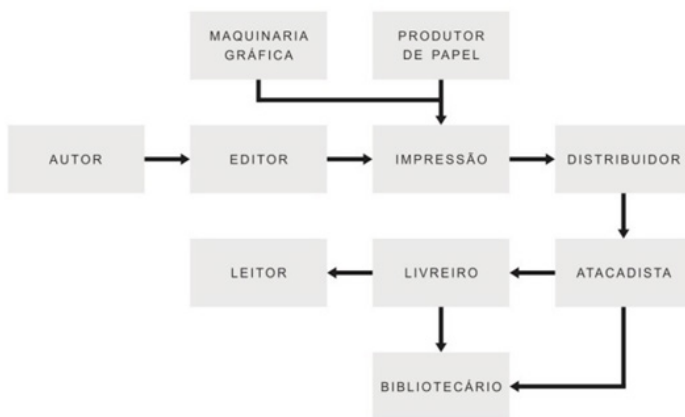 MAQUINARIA
GRÁFICA
PRODUTOR
DE PAPEL
AUTOR
EDITOR
IMPRESSÃO
DISTRIBUIDOR
LEITOR
LIVREIRO
ATACADISTA
BIBLIOTECÁRIO